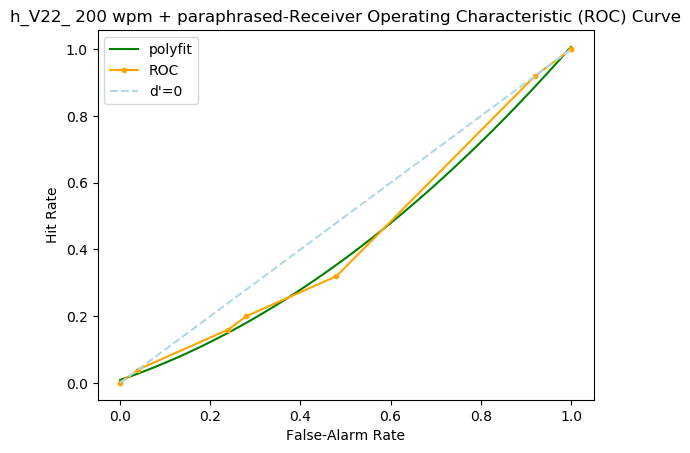 h_V22_ 200 wpm + paraphrased-Receiver Operating Characteristic (ROC) Curve
polyfit
ROC
d'=0
1.0
0.8
0.6
0.4
0.2
0.0
Hit Rate
0.0 0.2 0.4 0.6 0.8 1.0
False-Alarm Rate